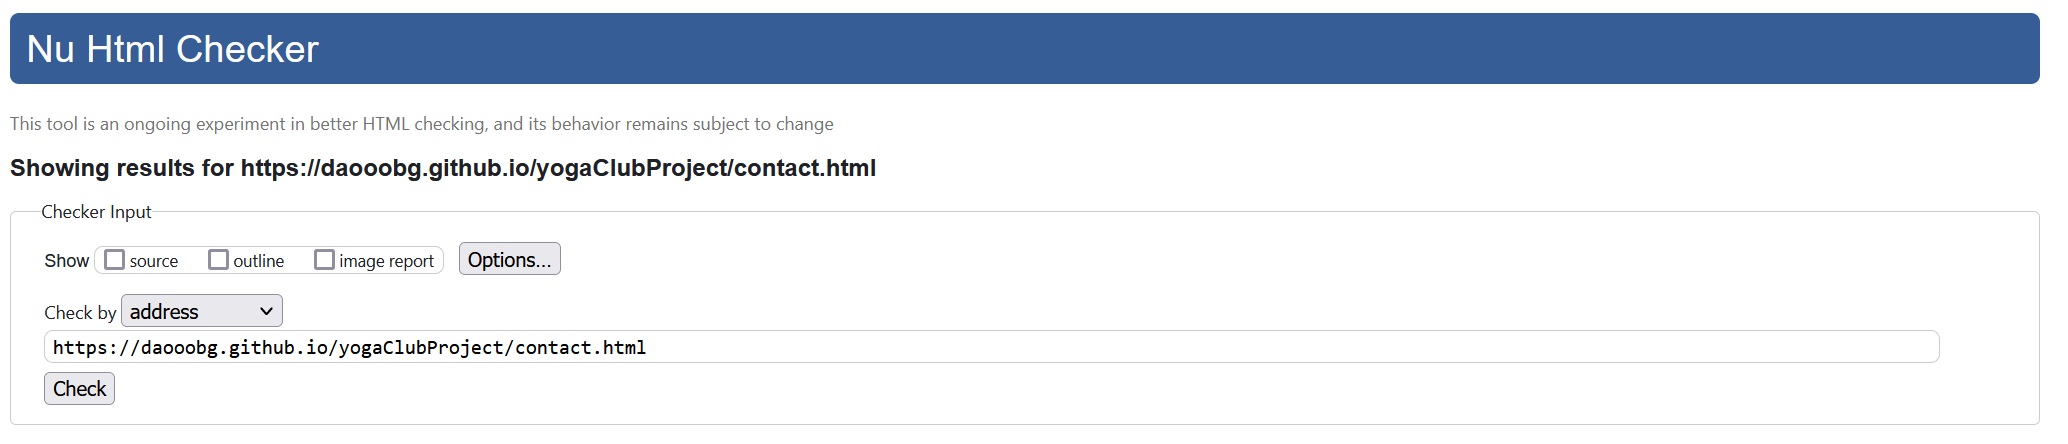 Nu Html Checker
This tool is an ongoing experiment in better HTML checking, and its behavior remains subject to change
Showing results for https://daooobg.github.io/yogaClubProject/contact.html
Checker Input
Show source outline image report Options...
Check by address
https://daooobg.github.io/yogaClubProject/contact.html
Check